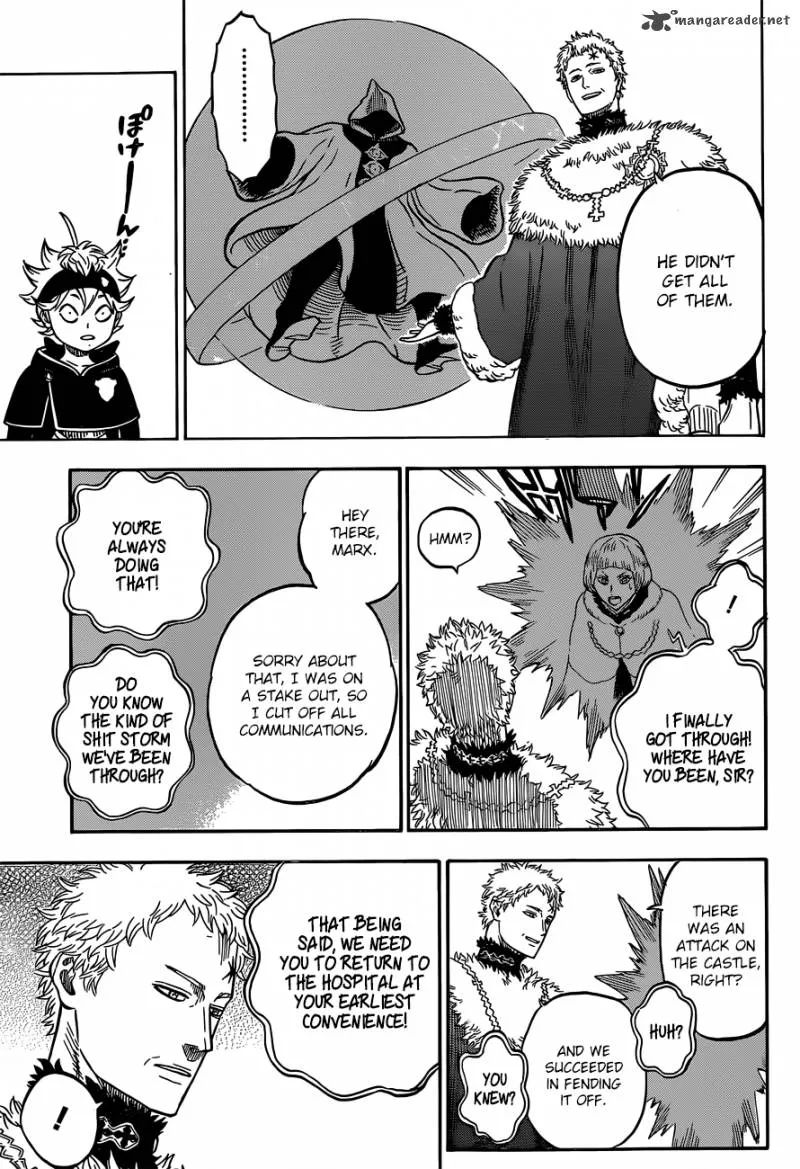 mangareader.net
HE DIDN'T
GET ALL
OF THEM.
..........
ぽけーん
!
I FINALLY
GOT THROUGH!
WHERE HAVE
YOU BEEN, SIR?
HMM?
HEY
THERE,
MARX.
SORRY ABOUT
THAT, I WAS ON
A STAKE OUT, SO
I CUT OFF ALL
COMMUNICATIONS.
YOU'RE
ALWAYS
DOING
THAT!
DO
YOU KNOW
THE KIND OF
SHIT STORM
WE'VE BEEN
THROUGH?
THERE
WAS AN
ATTACK ON
THE CASTLE,
RIGHT?
HUH?
AND WE
SUCCEEDED
IN FENDING
IT OFF.
YOU
KNEW?
THAT BEING
SAID, WE NEED
YOU TO RETURN
TO THE
HOSPITAL AT
YOUR EARLIEST
CONVENIENCE!
!